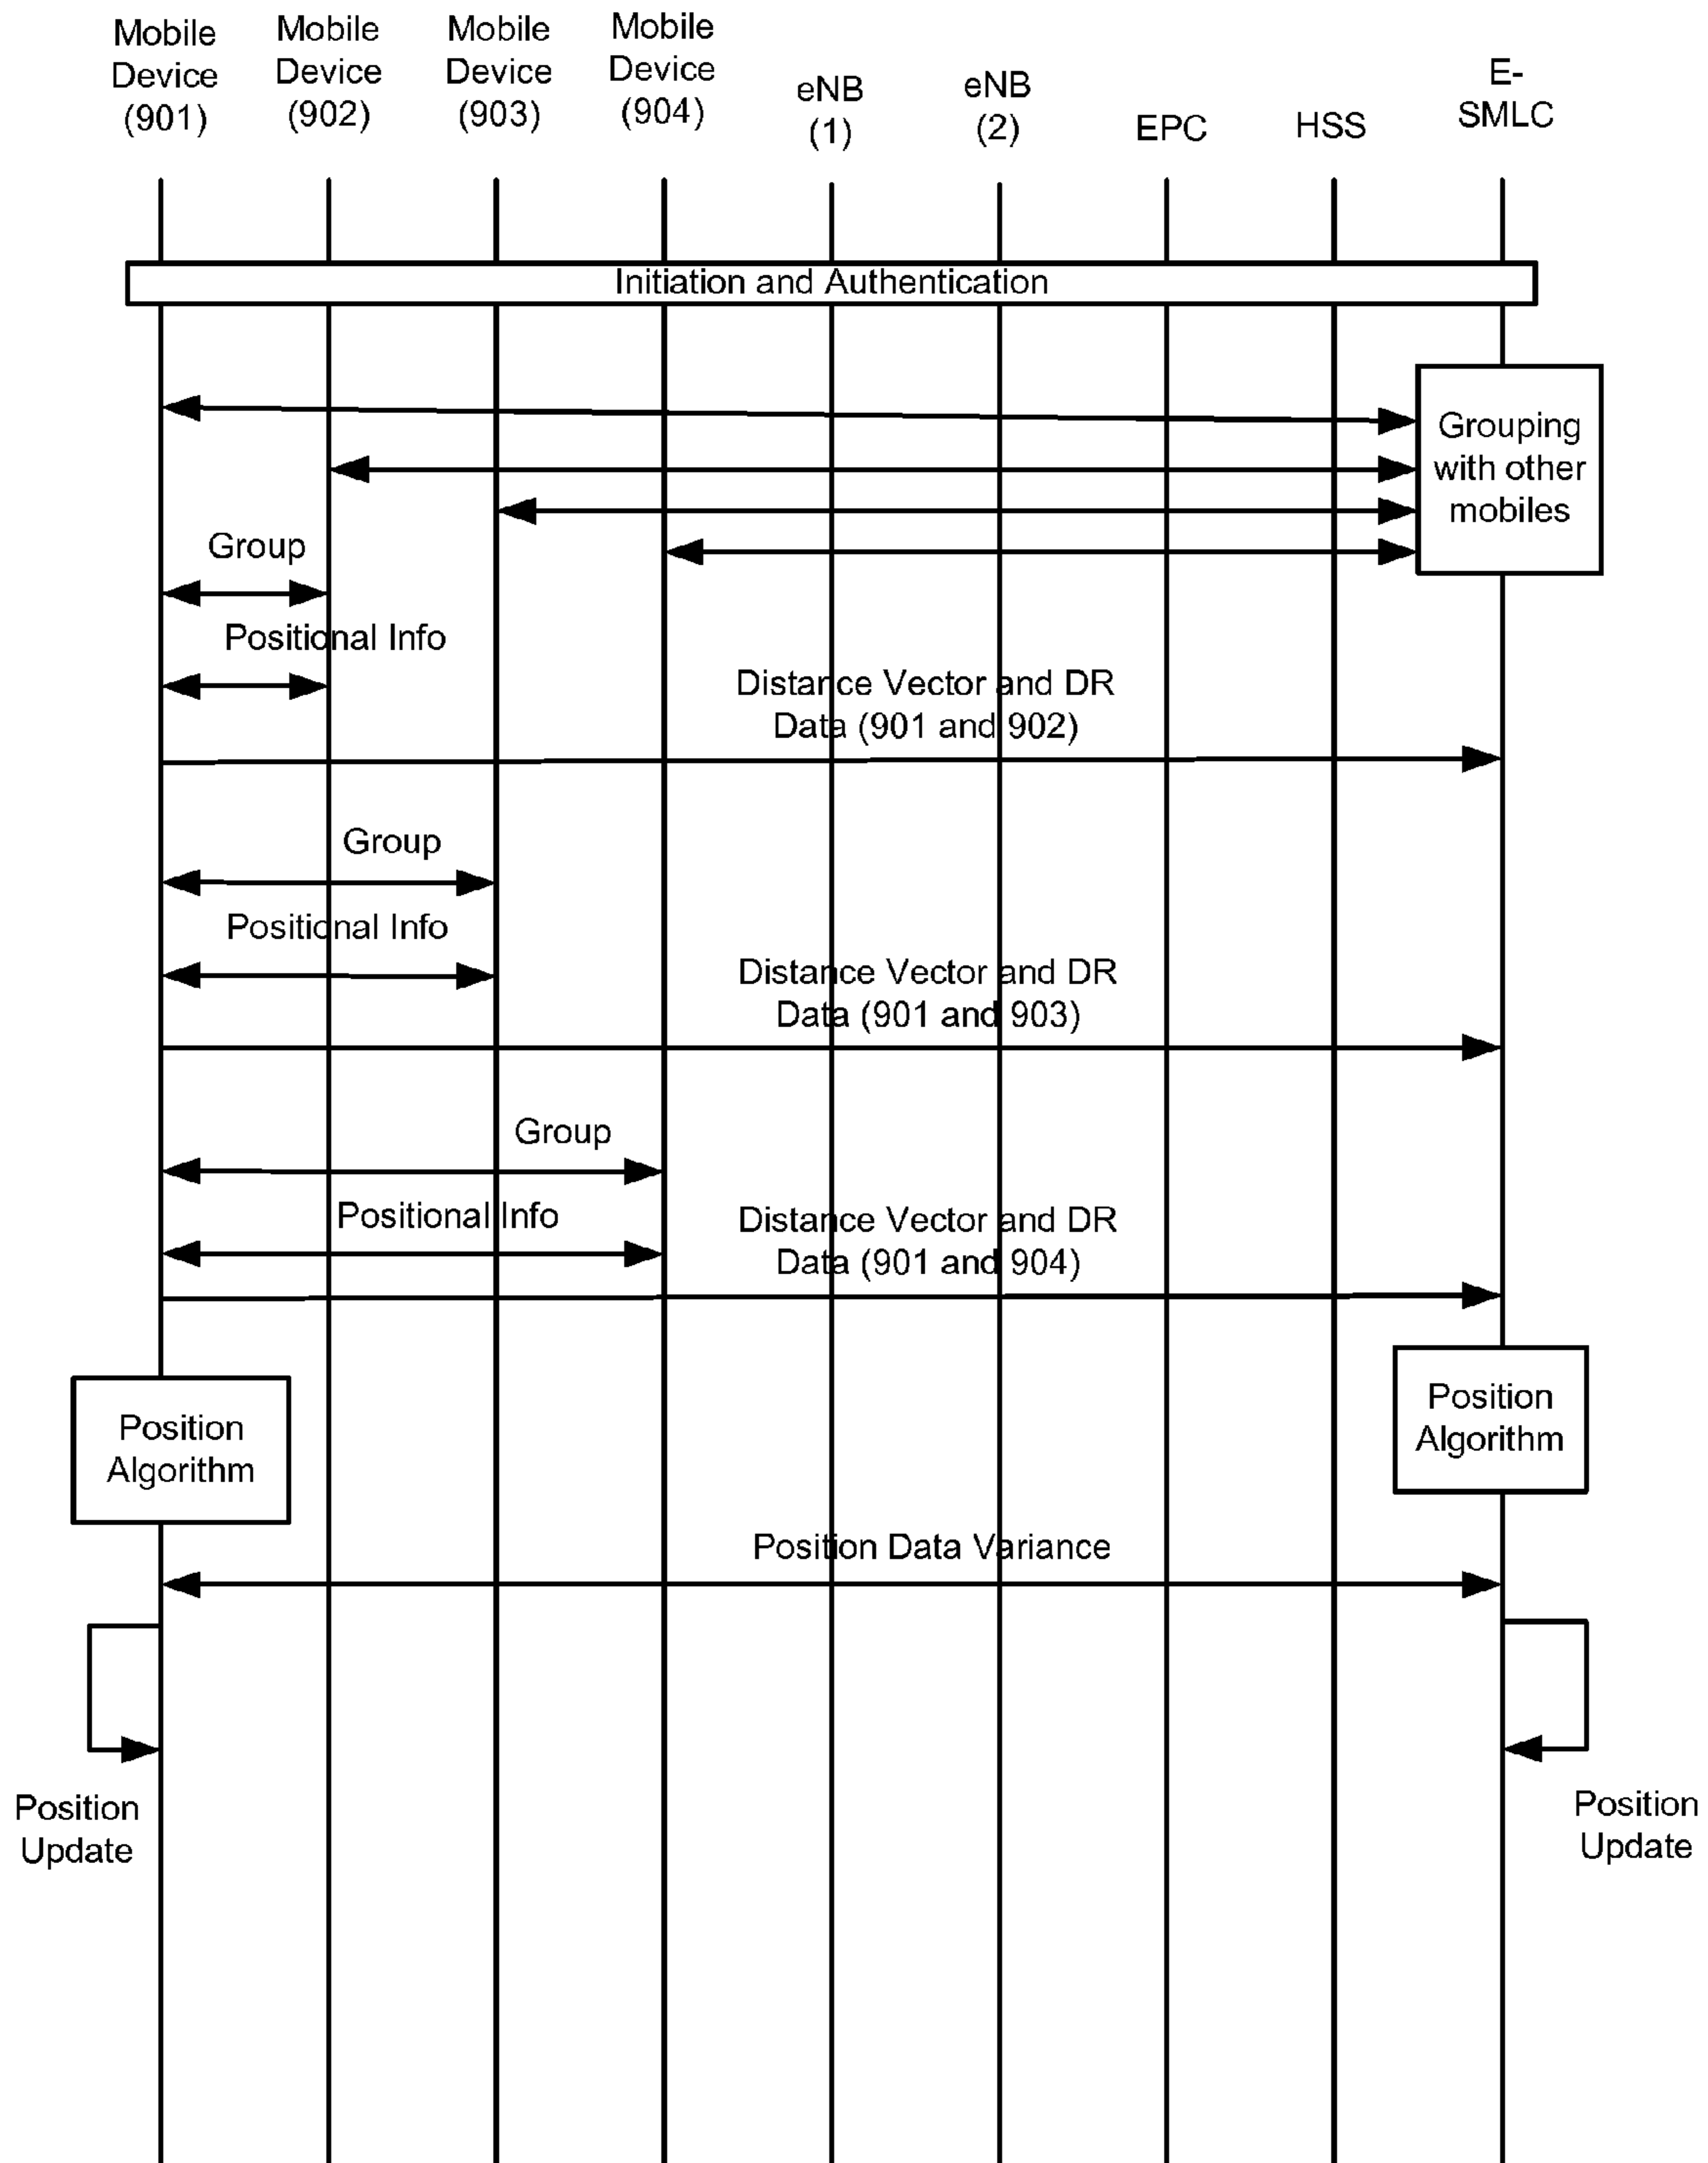 Mobile
Device
(901)
Mobile
Device
(902)
Mobile
Device
(903)
Mobile
Device
(904)
eNB
(1)
eNB
(2)
EPC
HSS
E-
SMLC
Initiation and Authentication
Grouping
with other
mobiles
Group
Positional Info
Distance Vector and DR
Data (901 and 902)
Group
Positional Info
Distance Vector and DR
Data (901 and 903)
Group
Positional Info
Distance Vector and DR
Data (901 and 904)
Position
Algorithm
Position
Algorithm
Position Data Variance
Position
Update
Position
Update